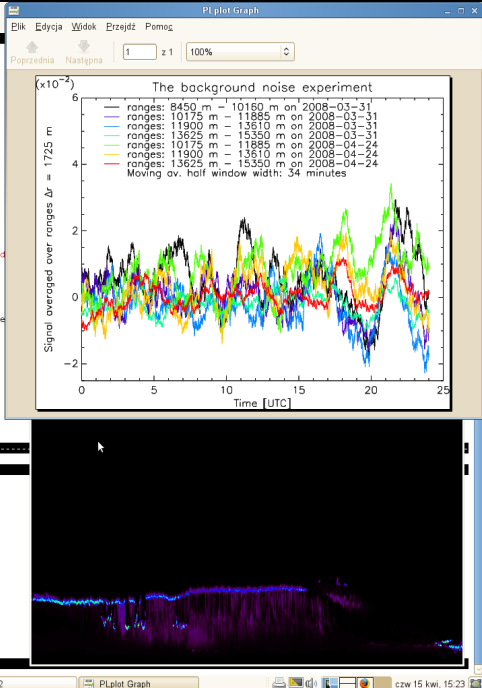 PLplot Graph
Plik Edycja Widok Przejdź Pomoc
Poprzednia Następna 1 z 1 100%
(x10⁻²) The background noise experiment
6
ranges: 8450 m - 10160 m on 2008-03-31
ranges: 10175 m - 11885 m on 2008-03-31
ranges: 11900 m - 13610 m on 2008-03-31
ranges: 13625 m - 15350 m on 2008-03-31
ranges: 10175 m - 11885 m on 2008-04-24
ranges: 11900 m - 13610 m on 2008-04-24
ranges: 13625 m - 15350 m on 2008-04-24
Moving av. half window width: 34 minutes
4
2
0
-2
Signal averaged over ranges Δr = 1725 m
0 5 10 15 20 25
Time [UTC]
d
e
2 PLplot Graph czw 15 kwi, 15:23